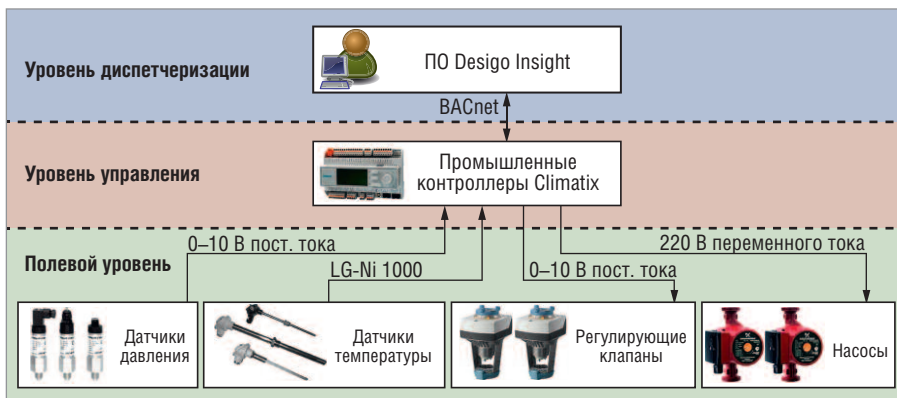 ПО Desigo Insight
Уровень диспетчеризации
BACnet
Промышленные
контроллеры Climatix
Уровень управления
0–10 В пост. тока
220 В переменного тока
Полевой уровень
LG-Ni 1000
0–10 В пост. тока
Датчики
давления
Датчики
температуры
Регулирующие
клапаны
Насосы